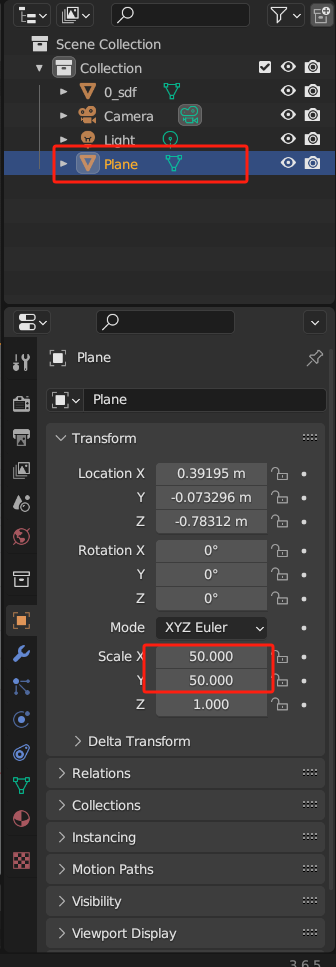 Scene Collection
Collection
0_sdf
Camera
Light
Plane
Plane
Plane
Transform
Location X 0.39195 m
Y -0.073296 m
Z -0.78312 m
Rotation X 0°
Y 0°
Z 0°
Mode XYZ Euler
Scale X 50.000
Y 50.000
Z 1.000
Delta Transform
Relations
Collections
Instancing
Motion Paths
Visibility
Viewport Display
3.6.5